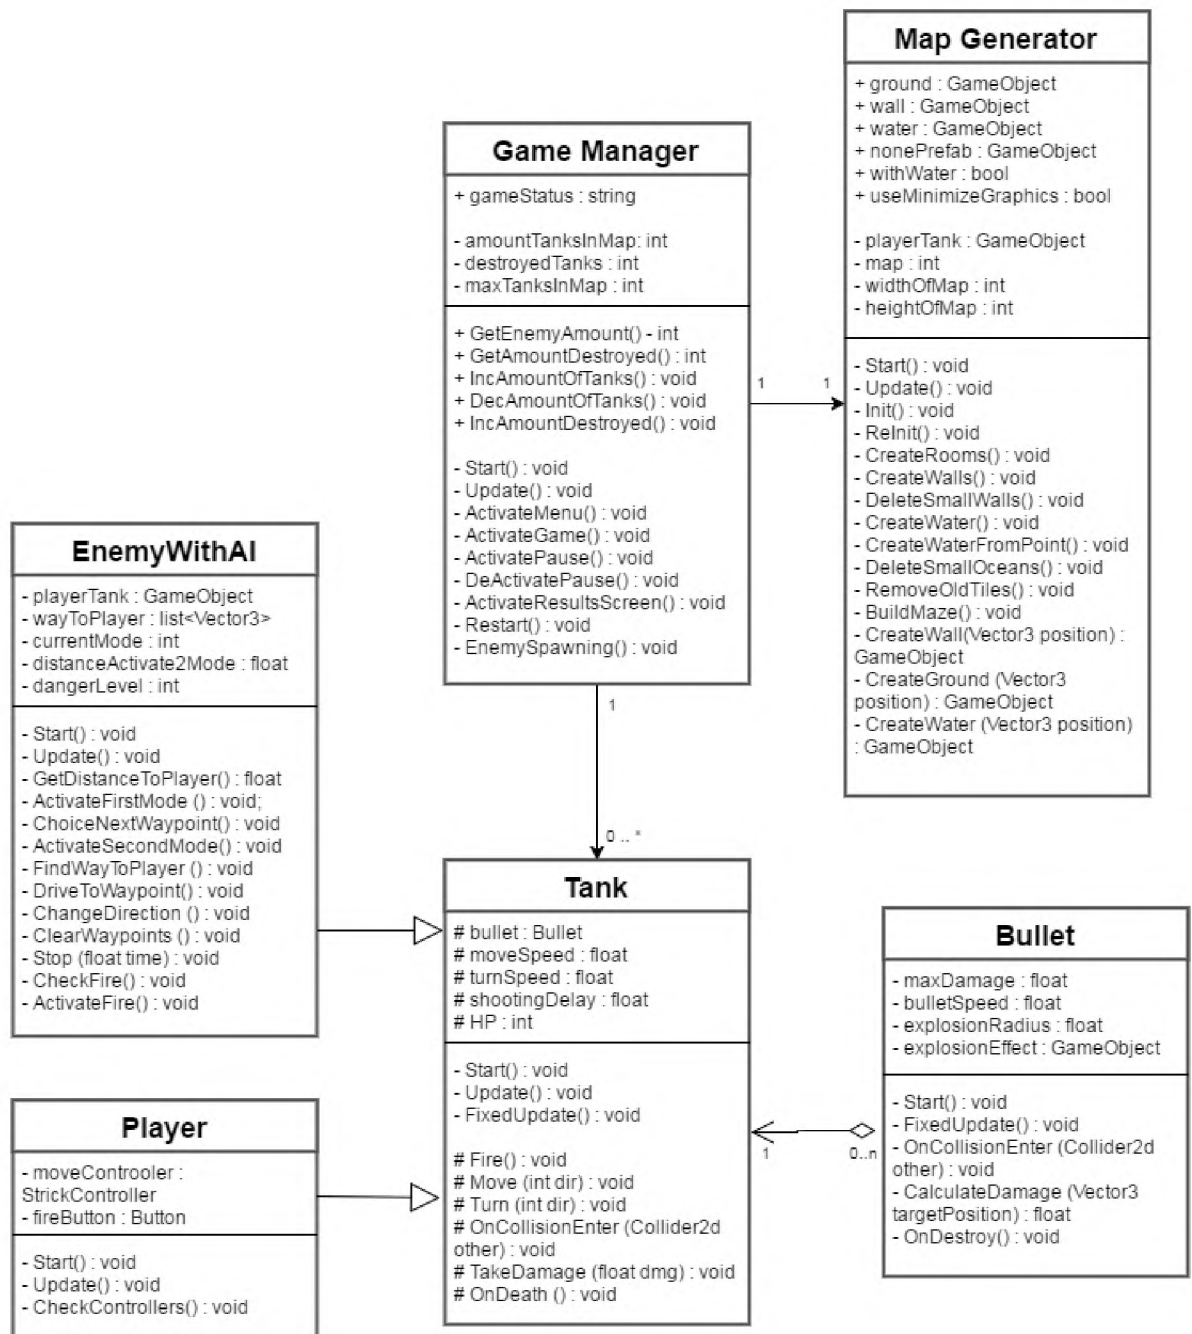 Map Generator
+ ground : GameObject
+ wall : GameObject
+ water : GameObject
+ nonePrefab : GameObject
+ withWater : bool
+ useMinimizeGraphics : bool
- playerTank : GameObject
- map : int
- widthOfMap : int
- heightOfMap : int
- Start() : void
- Update() : void
- Init() : void
- ReInit() : void
- CreateRooms() : void
- CreateWalls() : void
- DeleteSmallWalls() : void
- CreateWater() : void
- CreateWaterFromPoint() : void
- DeleteSmallOceans() : void
- RemoveOldTiles() : void
- BuildMaze() : void
- CreateWall(Vector3 position) :
GameObject
- CreateGround (Vector3
position) : GameObject
- CreateWater (Vector3 position)
: GameObject
Game Manager
+ gameStatus : string
- amountTanksInMap: int
- destroyedTanks : int
- maxTanksInMap : int
+ GetEnemyAmount() - int
+ GetAmountDestroyed() : int
+ IncAmountOfTanks() : void
+ DecAmountOfTanks() : void
+ IncAmountDestroyed() : void
- Start() : void
- Update() : void
- ActivateMenu() : void
- ActivateGame() : void
- ActivatePause() : void
- DeActivatePause() : void
- ActivateResultsScreen() : void
- Restart() : void
- EnemySpawning() : void
1 1
1
0 .. *
EnemyWithAI
- playerTank : GameObject
- wayToPlayer : list<Vector3>
- currentMode : int
- distanceActivate2Mode : float
- dangerLevel : int
- Start() : void
- Update() : void
- GetDistanceToPlayer() : float
- ActivateFirstMode () : void;
- ChoiceNextWaypoint() : void
- ActivateSecondMode() : void
- FindWayToPlayer () : void
- DriveToWaypoint() : void
- ChangeDirection () : void
- ClearWaypoints () : void
- Stop (float time) : void
- CheckFire() : void
- ActivateFire() : void
Tank
# bullet : Bullet
# moveSpeed : float
# turnSpeed : float
# shootingDelay : float
# HP : int
- Start() : void
- Update() : void
- FixedUpdate() : void
# Fire() : void
# Move (int dir) : void
# Turn (int dir) : void
# OnCollisionEnter (Collider2d
other) : void
# TakeDamage (float dmg) : void
# OnDeath () : void
1 0..n
Bullet
- maxDamage : float
- bulletSpeed : float
- explosionRadius : float
- explosionEffect : GameObject
- Start() : void
- FixedUpdate() : void
- OnCollisionEnter (Collider2d
other) : void
- CalculateDamage (Vector3
targetPosition) : float
- OnDestroy() : void
Player
- moveControoler :
StrickController
- fireButton : Button
- Start() : void
- Update() : void
- CheckControllers() : void